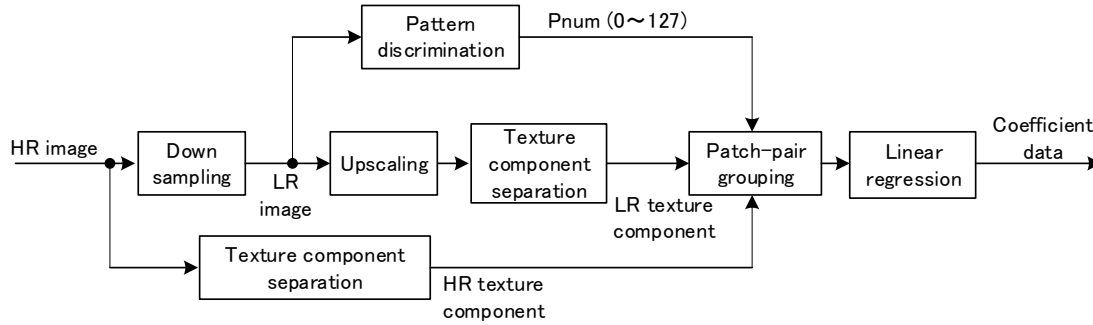 Pattern
discrimination
Pnum (0～127)
HR image
Down
sampling
LR
image
Upscaling
Texture
component
separation
LR texture
component
Patch-pair
grouping
Linear
regression
Coefficient
data
Texture component
separation
HR texture
component